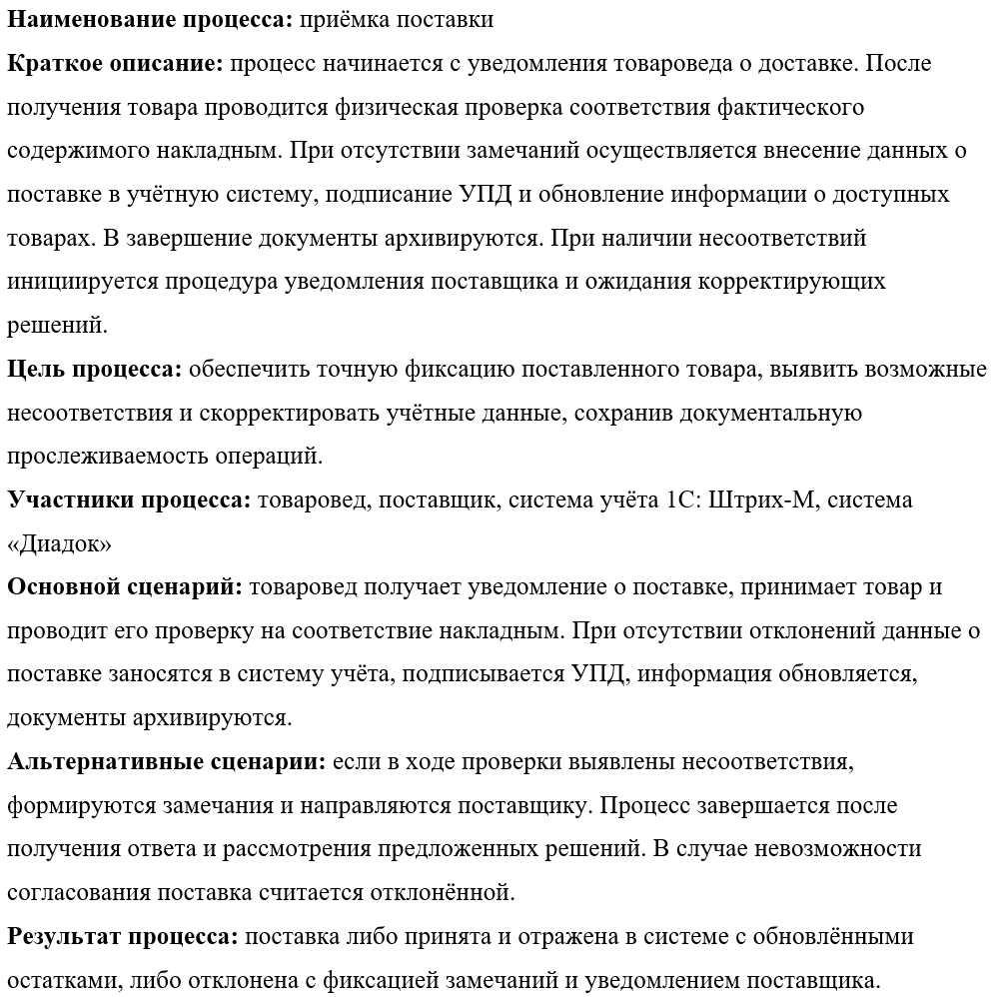 Наименование процесса: приёмка поставки
Краткое описание: процесс начинается с уведомления товароведа о доставке. После
получения товара проводится физическая проверка соответствия фактического
содержимого накладным. При отсутствии замечаний осуществляется внесение данных о
поставке в учётную систему, подписание УПД и обновление информации о доступных
товарах. В завершение документы архивируются. При наличии несоответствий
инициируется процедура уведомления поставщика и ожидания корректирующих
решений.
Цель процесса: обеспечить точную фиксацию поставленного товара, выявить возможные
несоответствия и скорректировать учётные данные, сохранив документальную
прослеживаемость операций.
Участники процесса: товаровед, поставщик, система учёта 1С: Штрих-М, система
«Диадок»
Основной сценарий: товаровед получает уведомление о поставке, принимает товар и
проводит его проверку на соответствие накладным. При отсутствии отклонений данные о
поставке заносятся в систему учёта, подписывается УПД, информация обновляется,
документы архивируются.
Альтернативные сценарии: если в ходе проверки выявлены несоответствия,
формируются замечания и направляются поставщику. Процесс завершается после
получения ответа и рассмотрения предложенных решений. В случае невозможности
согласования поставка считается отклонённой.
Результат процесса: поставка либо принята и отражена в системе с обновлёнными
остатками, либо отклонена с фиксацией замечаний и уведомлением поставщика.